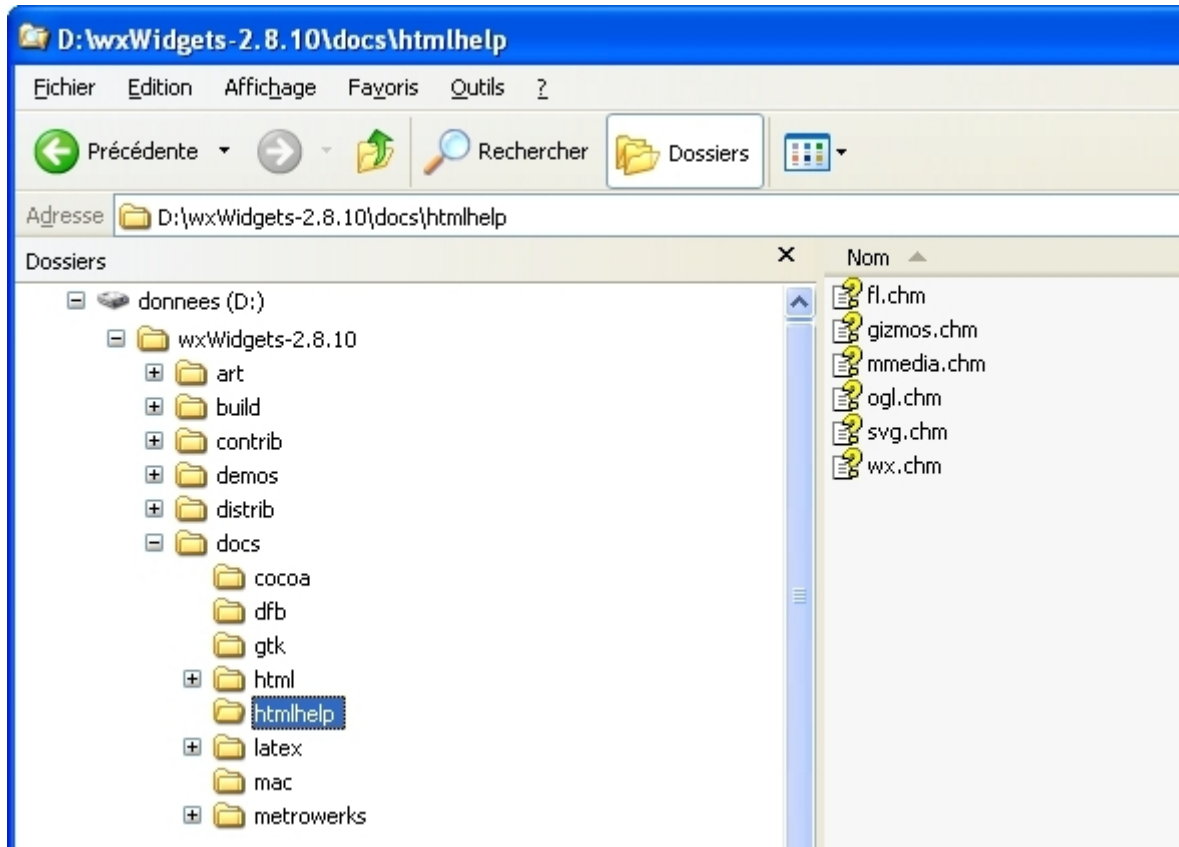 D:\wxWidgets-2.8.10\docs\htmlhelp
Fichier Edition Affichage Favoris Outils ?
Précédente Rechercher Dossiers
Adresse D:\wxWidgets-2.8.10\docs\htmlhelp
Dossiers
donnees (D:)
wxWidgets-2.8.10
art
build
contrib
demos
distrib
docs
cocoa
dfb
gtk
html
htmlhelp
latex
mac
metrowerks
Nom
fl.chm
gizmos.chm
mmedia.chm
ogl.chm
svg.chm
wx.chm